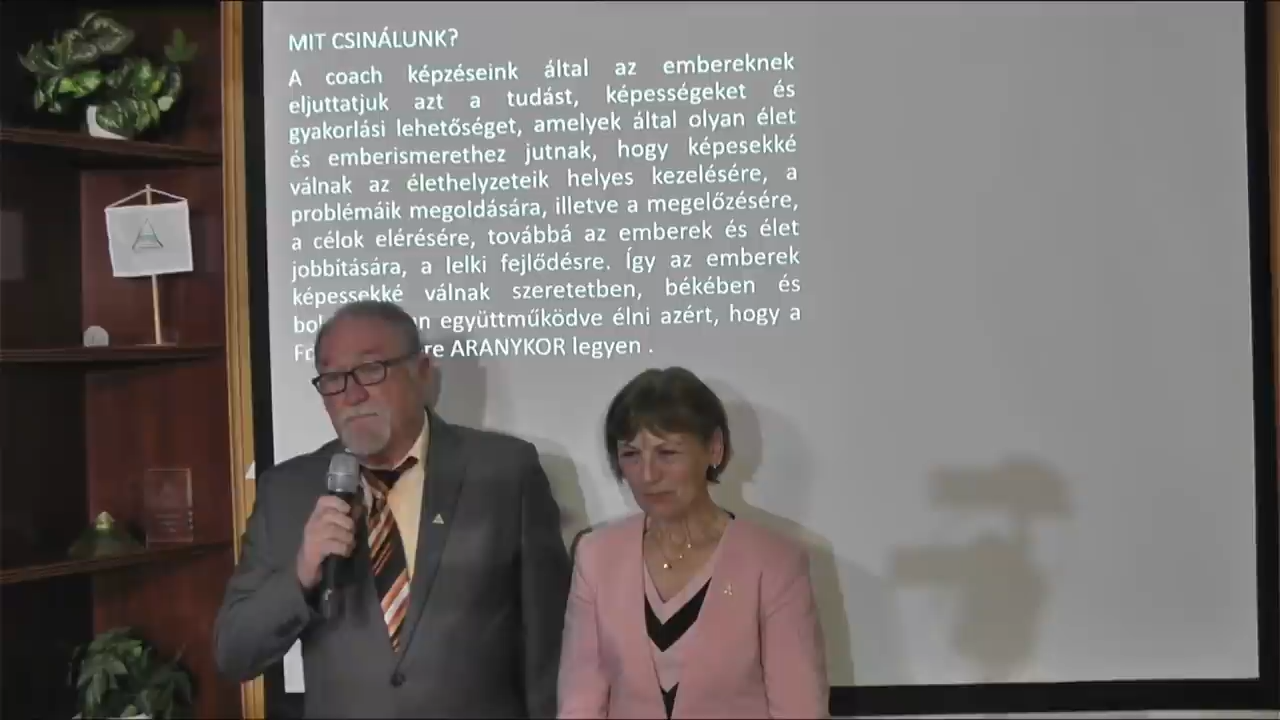 MIT CSINÁLUNK?
A coach képzéseink által az embereknek
eljuttatjuk azt a tudást, képességeket és
gyakorlási lehetőséget, amelyek által olyan élet
és emberismerethez jutnak, hogy képesekké
válnak az élethelyzeteik helyes kezelésére, a
problémáik megoldására, illetve a megelőzésére,
a célok elérésére, továbbá az emberek és élet
jobbítására, a lelki fejlődésre. Így az emberek
képessekké válnak szeretetben, békében és
együttműködve élni azért, hogy a
ARANYKOR legyen .